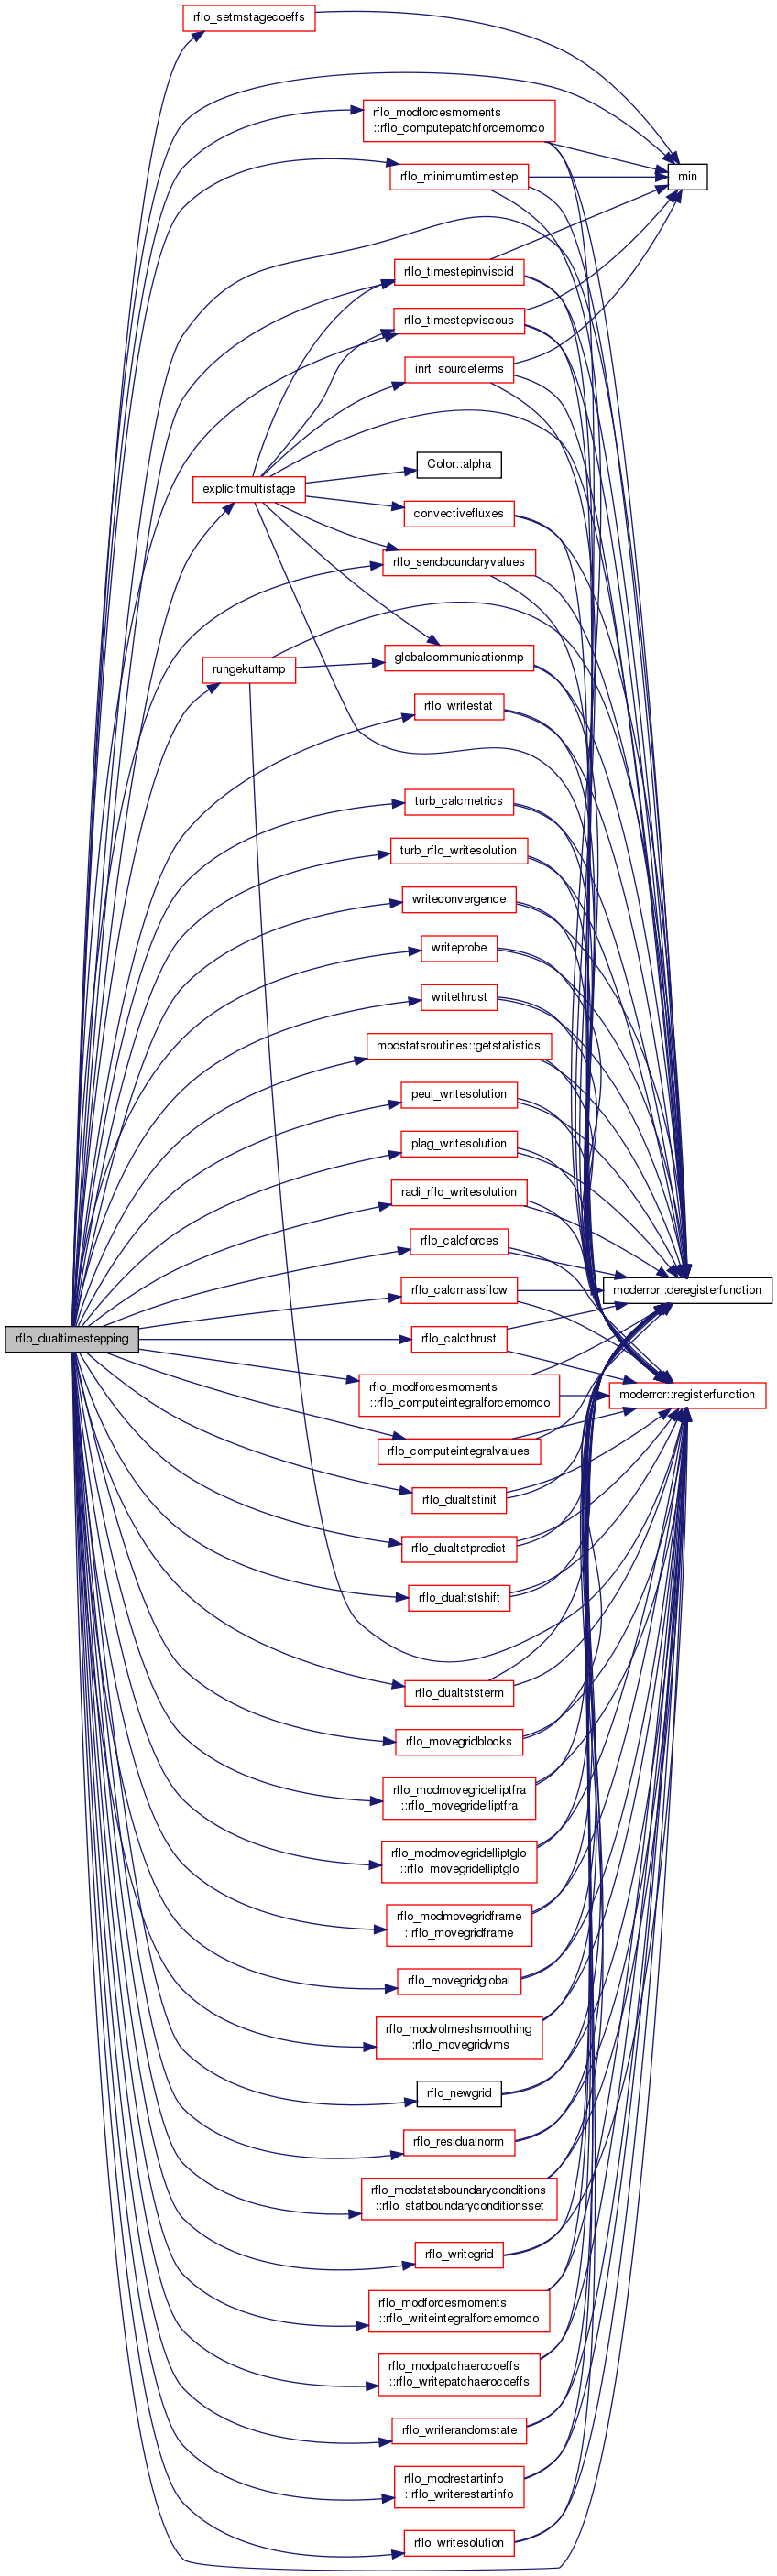 rflo_setmstagecoeffs
rflo_modforcesmoments
::rflo_computepatchforcemomco
rflo_minimumtimestep
min
rflo_timestepinviscid
rflo_timestepviscous
inrt_sourceterms
Color::alpha
explicitmultistage
convectivefluxes
rflo_sendboundaryvalues
globalcommunicationmp
rungekuttamp
rflo_writestat
turb_calcmetrics
turb_rflo_writesolution
writeconvergence
writeprobe
writethrust
modstatsroutines::getstatistics
peul_writesolution
plag_writesolution
radi_rflo_writesolution
rflo_calcforces
rflo_calcmassflow
moderror::deregisterfunction
rflo_dualtimestepping
rflo_calcthrust
rflo_modforcesmoments
::rflo_computeintegralforcemomco
moderror::registerfunction
rflo_computeintegralvalues
rflo_dualtstinit
rflo_dualtstpredict
rflo_dualtstshift
rflo_dualtststerm
rflo_movegridblocks
rflo_modmovegridelliptfra
::rflo_movegridelliptfra
rflo_modmovegridelliptglo
::rflo_movegridelliptglo
rflo_modmovegridframe
::rflo_movegridframe
rflo_movegridglobal
rflo_modvolmeshsmoothing
::rflo_movegridvms
rflo_newgrid
rflo_residualnorm
rflo_modstatsboundaryconditions
::rflo_statboundaryconditionsset
rflo_writegrid
rflo_modforcesmoments
::rflo_writeintegralforcemomco
rflo_modpatchaerocoeffs
::rflo_writepatchaerocoeffs
rflo_writerandomstate
rflo_modrestartinfo
::rflo_writerestartinfo
rflo_writesolution